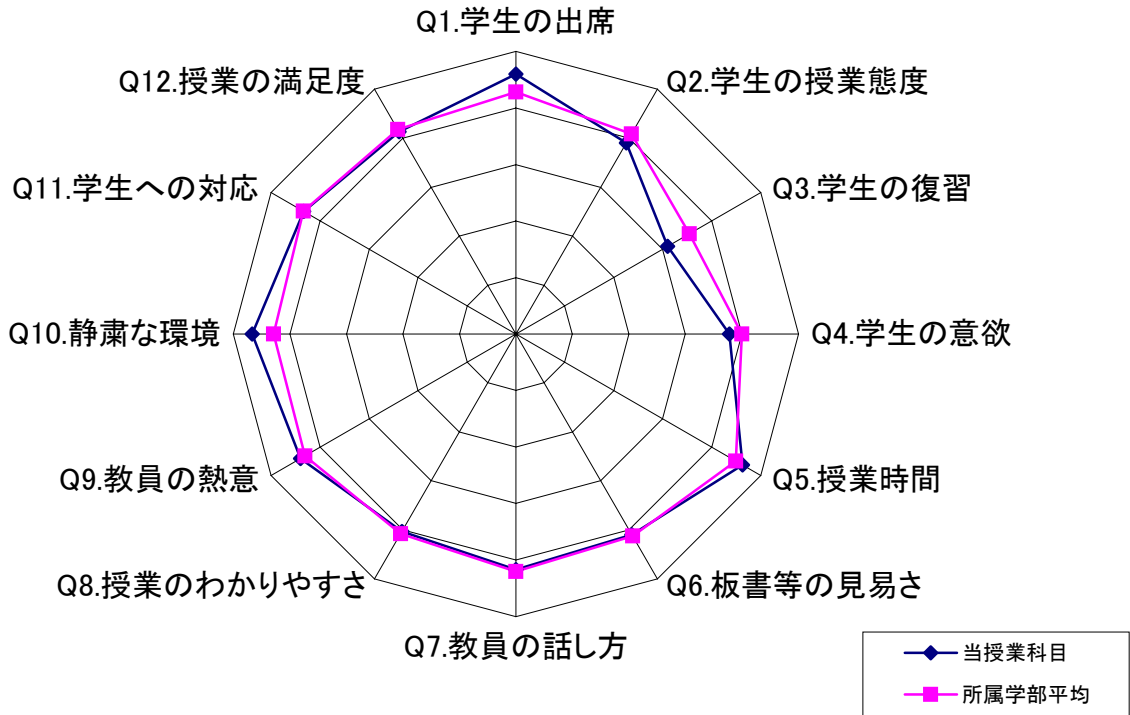 Q1.学生の出席
Q2.学生の授業態度
Q3.学生の復習
Q4.学生の意欲
Q5.授業時間
Q6.板書等の見易さ
Q7.教員の話し方
Q8.授業のわかりやすさ
Q9.教員の熱意
Q10.静粛な環境
Q11.学生への対応
Q12.授業の満足度
当授業科目
所属学部平均